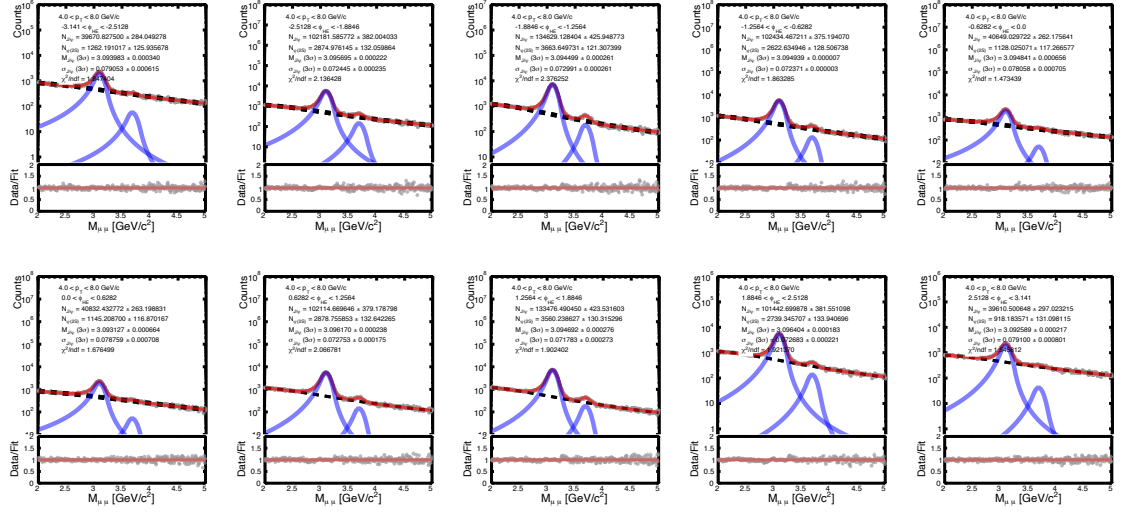 4.0 < p_T < 8.0 GeV/c
-3.141 < ϕ_HE < -2.5128
N_J/ψ = 39670.827500 ± 284.049278
N_ψ(2S) = 1262.191017 ± 125.935678
M_J/ψ (3σ) = 3.093983 ± 0.000340
σ_J/ψ (3σ) = 0.079053 ± 0.000615
Counts
Data/Fit
M_μμ [GeV/c²]
4.0 < p_T < 8.0 GeV/c
-2.5128 < ϕ_HE < -1.8846
N_J/ψ = 102181.585772 ± 382.004033
N_ψ(2S) = 2874.976145 ± 132.059864
M_J/ψ (3σ) = 3.095695 ± 0.000222
σ_J/ψ (3σ) = 0.072445 ± 0.000235
χ²/ndf = 2.136428
Counts
Data/Fit
M_μμ [GeV/c²]
4.0 < p_T < 8.0 GeV/c
-1.8846 < ϕ_HE < -1.2564
N_J/ψ = 134629.128404 ± 425.948773
N_ψ(2S) = 3663.649731 ± 121.307399
M_J/ψ (3σ) = 3.094499 ± 0.000261
σ_J/ψ (3σ) = 0.072991 ± 0.000261
χ²/ndf = 2.376252
Counts
Data/Fit
M_μμ [GeV/c²]
4.0 < p_T < 8.0 GeV/c
-1.2564 < ϕ_HE < -0.6282
N_J/ψ = 102434.467211 ± 375.194070
N_ψ(2S) = 2622.634946 ± 128.506738
M_J/ψ (3σ) = 3.094939 ± 0.000007
σ_J/ψ (3σ) = 0.072371 ± 0.000003
χ²/ndf = 1.863285
Counts
Data/Fit
M_μμ [GeV/c²]
4.0 < p_T < 8.0 GeV/c
-0.6282 < ϕ_HE < 0.0
N_J/ψ = 40649.029722 ± 262.175641
N_ψ(2S) = 1128.025071 ± 117.266577
M_J/ψ (3σ) = 3.094841 ± 0.000656
σ_J/ψ (3σ) = 0.078058 ± 0.000705
χ²/ndf = 1.473439
Counts
Data/Fit
M_μμ [GeV/c²]
4.0 < p_T < 8.0 GeV/c
0.0 < ϕ_HE < 0.6282
N_J/ψ = 40832.432772 ± 263.198831
N_ψ(2S) = 1145.208700 ± 116.870167
M_J/ψ (3σ) = 3.093127 ± 0.000664
σ_J/ψ (3σ) = 0.078759 ± 0.000708
χ²/ndf = 1.676499
Counts
Data/Fit
M_μμ [GeV/c²]
4.0 < p_T < 8.0 GeV/c
0.6282 < ϕ_HE < 1.2564
N_J/ψ = 102114.669646 ± 379.178798
N_ψ(2S) = 2878.755853 ± 132.642265
M_J/ψ (3σ) = 3.096170 ± 0.000238
σ_J/ψ (3σ) = 0.072753 ± 0.000175
χ²/ndf = 2.066781
Counts
Data/Fit
M_μμ [GeV/c²]
4.0 < p_T < 8.0 GeV/c
1.2564 < ϕ_HE < 1.8846
N_J/ψ = 133476.490450 ± 423.531603
N_ψ(2S) = 3560.238627 ± 130.315296
M_J/ψ (3σ) = 3.094692 ± 0.000276
σ_J/ψ (3σ) = 0.071783 ± 0.000273
χ²/ndf = 1.902402
Counts
Data/Fit
M_μμ [GeV/c²]
4.0 < p_T < 8.0 GeV/c
1.8846 < ϕ_HE < 2.5128
N_J/ψ = 101442.699878 ± 381.551098
N_ψ(2S) = 2739.345707 ± 133.940696
M_J/ψ (3σ) = 3.096404 ± 0.000183
Counts
Data/Fit
M_μμ [GeV/c²]
4.0 < p_T < 8.0 GeV/c
2.5128 < ϕ_HE < 3.141
N_J/ψ = 39610.500648 ± 297.023215
N_ψ(2S) = 918.183571 ± 131.098115
M_J/ψ (3σ) = 3.092589 ± 0.000217
σ_J/ψ (3σ) = 0.079100 ± 0.000801
Counts
Data/Fit
M_μμ [GeV/c²]